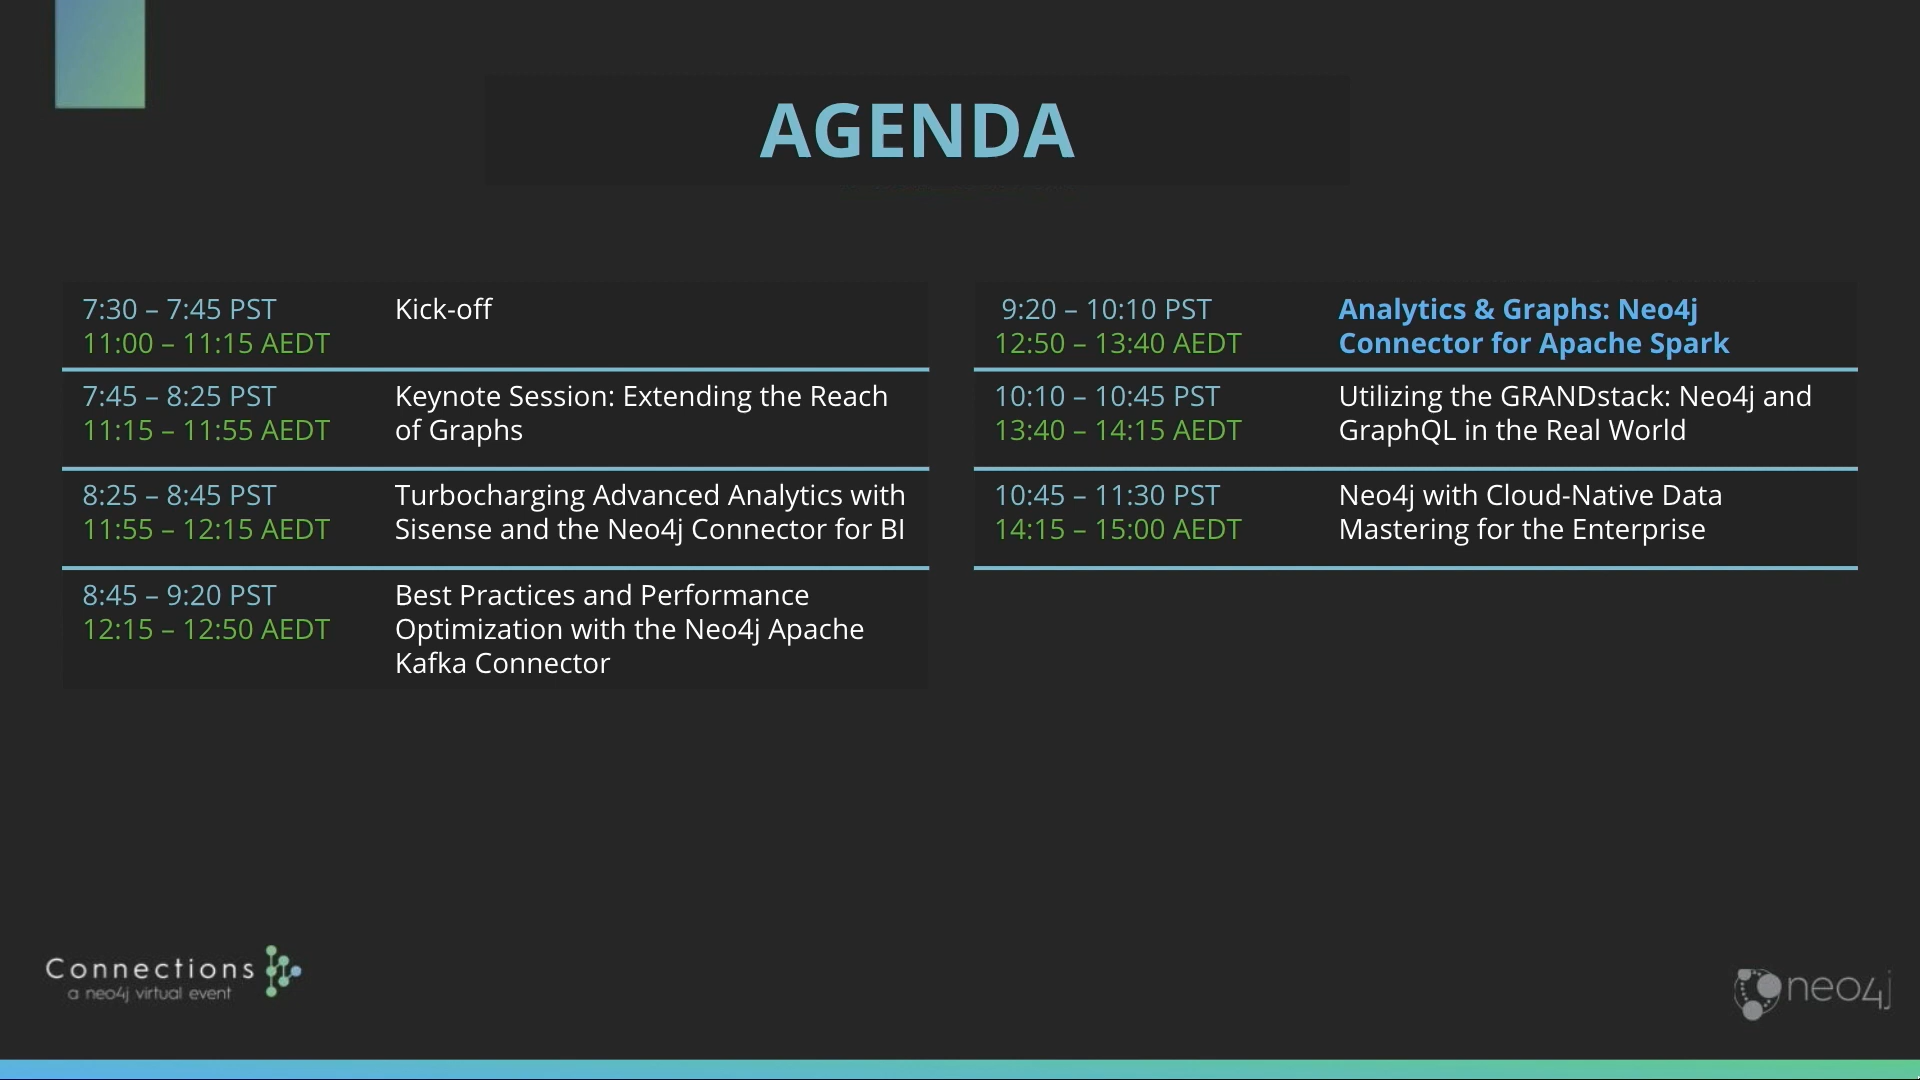 AGENDA
7:30 – 7:45 PST
11:00 – 11:15 AEDT
Kick-off
7:45 – 8:25 PST
11:15 – 11:55 AEDT
Keynote Session: Extending the Reach
of Graphs
8:25 – 8:45 PST
11:55 – 12:15 AEDT
Turbocharging Advanced Analytics with
Sisense and the Neo4j Connector for BI
8:45 – 9:20 PST
12:15 – 12:50 AEDT
Best Practices and Performance
Optimization with the Neo4j Apache
Kafka Connector
9:20 – 10:10 PST
12:50 – 13:40 AEDT
Analytics & Graphs: Neo4j
Connector for Apache Spark
10:10 – 10:45 PST
13:40 – 14:15 AEDT
Utilizing the GRANDstack: Neo4j and
GraphQL in the Real World
10:45 – 11:30 PST
14:15 – 15:00 AEDT
Neo4j with Cloud-Native Data
Mastering for the Enterprise
Connections
a neo4j virtual event
neo4j